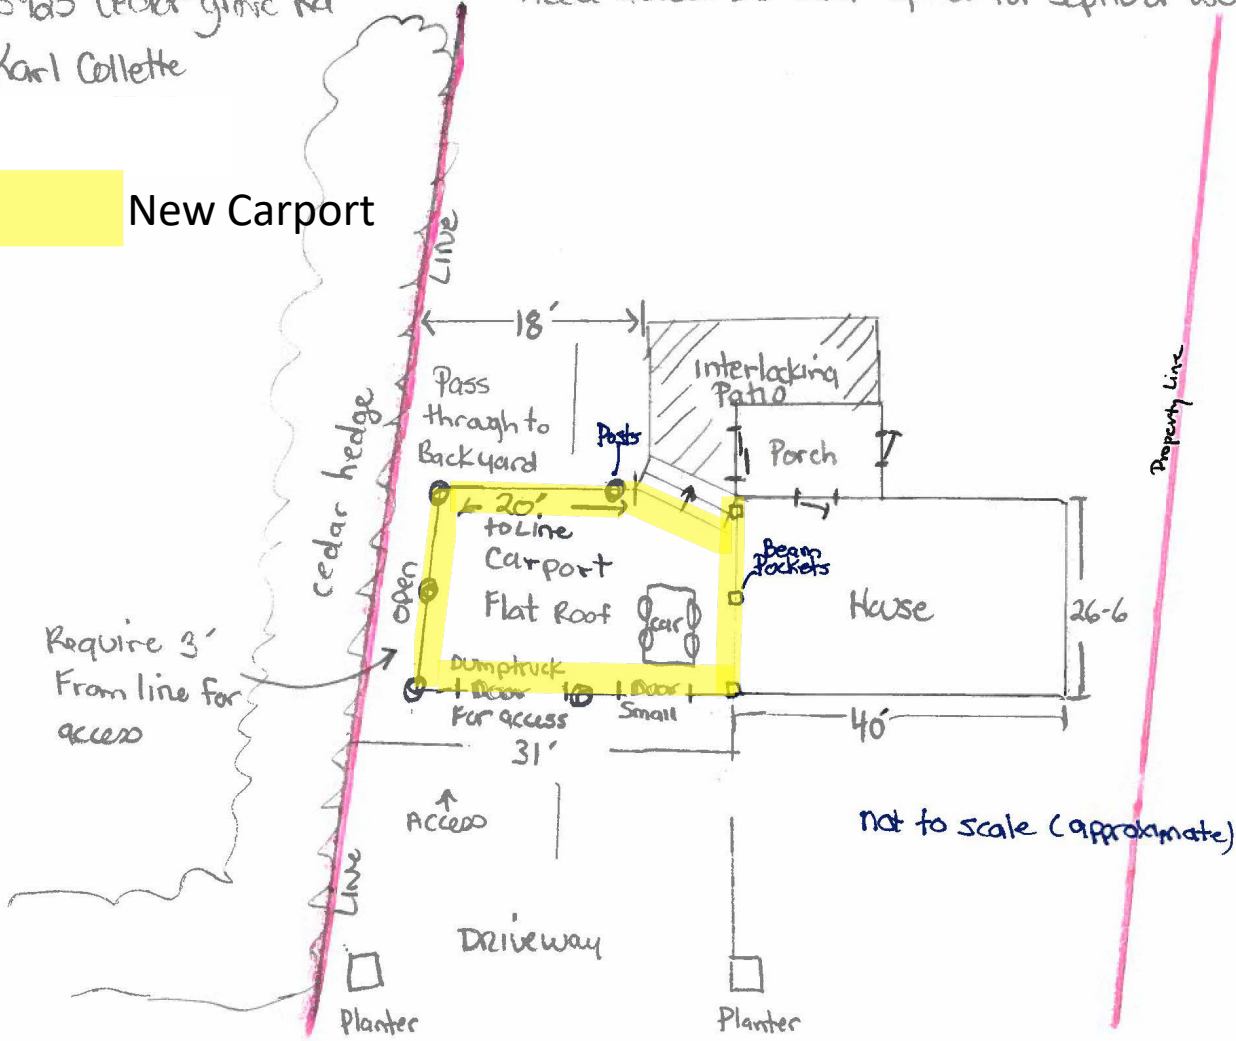 Karl Collette
New Carport
LINE
18'
Pass
through to
Backyard
Interlocking
Patio
Posts
Porch
Property Line
cedar hedge
20'
to Line
Carport
Flat Roof
open
car
Beam
Pockets
House
26-6
Require 3'
From line for
access
Dumptruck
Door
For access
Door
Small
40'
31'
Access
not to scale (approximate)
LINE
Driveway
Planter
Planter